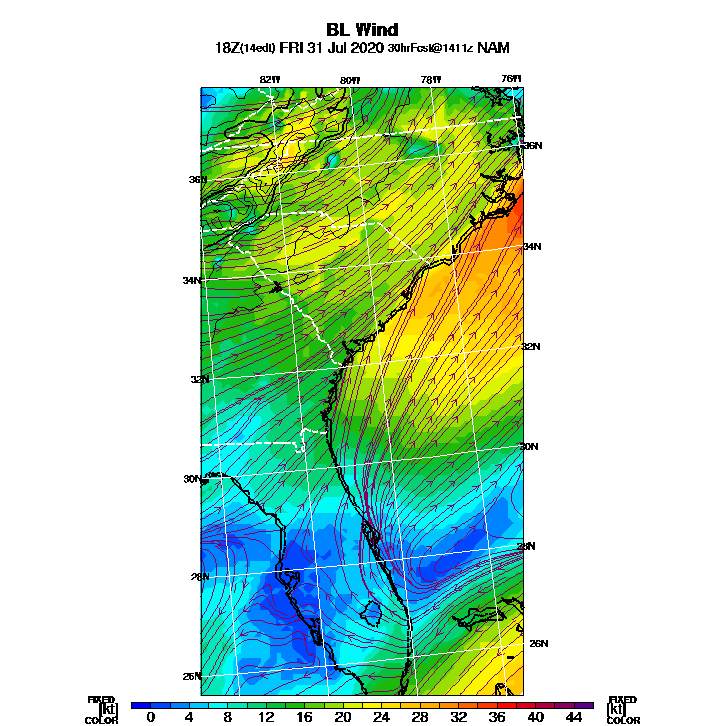 BL Wind
18Z(14edt) FRI 31 Jul 2020 30hrFcst@1411z NAM
82W 80W 78W 76W
36N
36N
34N
34N
32N
32N
30N
30N
28N
28N
26N
26N
FIXED FIXED
[kt] 0 4 8 12 16 20 24 28 32 36 40 44 [kt]
COLOR COLOR